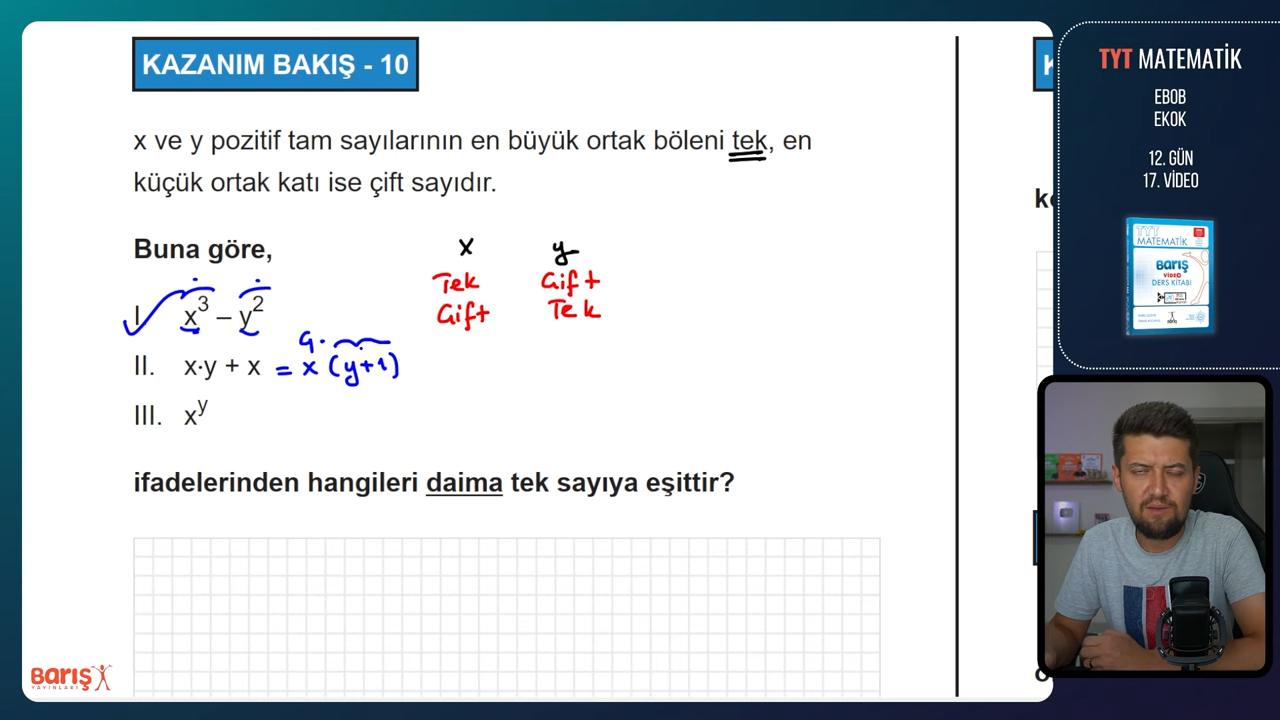 KAZANIM BAKIŞ - 10
x ve y pozitif tam sayılarının en büyük ortak böleni tek, en
küçük ortak katı ise çift sayıdır.
Buna göre,
x y
Tek Çift
Çift Tek
I. x³ – y²
II. x·y + x = x (y+1)
Ç.
III. xʸ
ifadelerinden hangileri daima tek sayıya eşittir?
BARIŞ
YAYINLARI
TYT MATEMATİK
EBOB
EKOK
12. GÜN
17. VİDEO
TYT
MATEMATİK
BARIŞ
VİDEO
DERS KİTABI